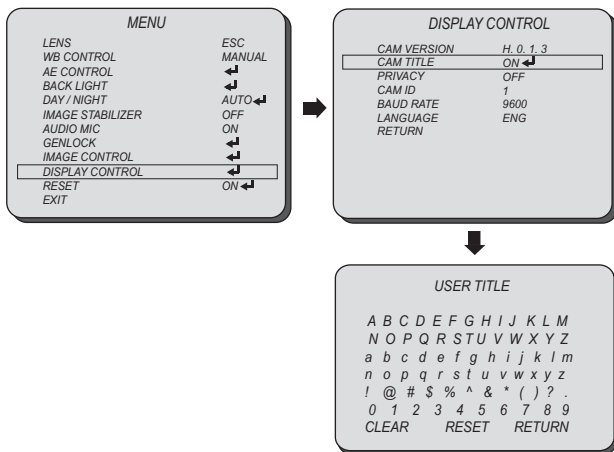 MENU
LENS ESC
WB CONTROL MANUAL
AE CONTROL
BACK LIGHT
DAY / NIGHT AUTO
IMAGE STABILIZER OFF
AUDIO MIC ON
GENLOCK
IMAGE CONTROL
DISPLAY CONTROL
RESET ON
EXIT
DISPLAY CONTROL
CAM VERSION H. 0. 1. 3
CAM TITLE ON
PRIVACY OFF
CAM ID 1
BAUD RATE 9600
LANGUAGE ENG
RETURN
USER TITLE
A B C D E F G H I J K L M
N O P Q R S T U V W X Y Z
a b c d e f g h i j k l m
n o p q r s t u v w x y z
! @ # $ % ^ & * ( ) ? .
0 1 2 3 4 5 6 7 8 9
CLEAR RESET RETURN